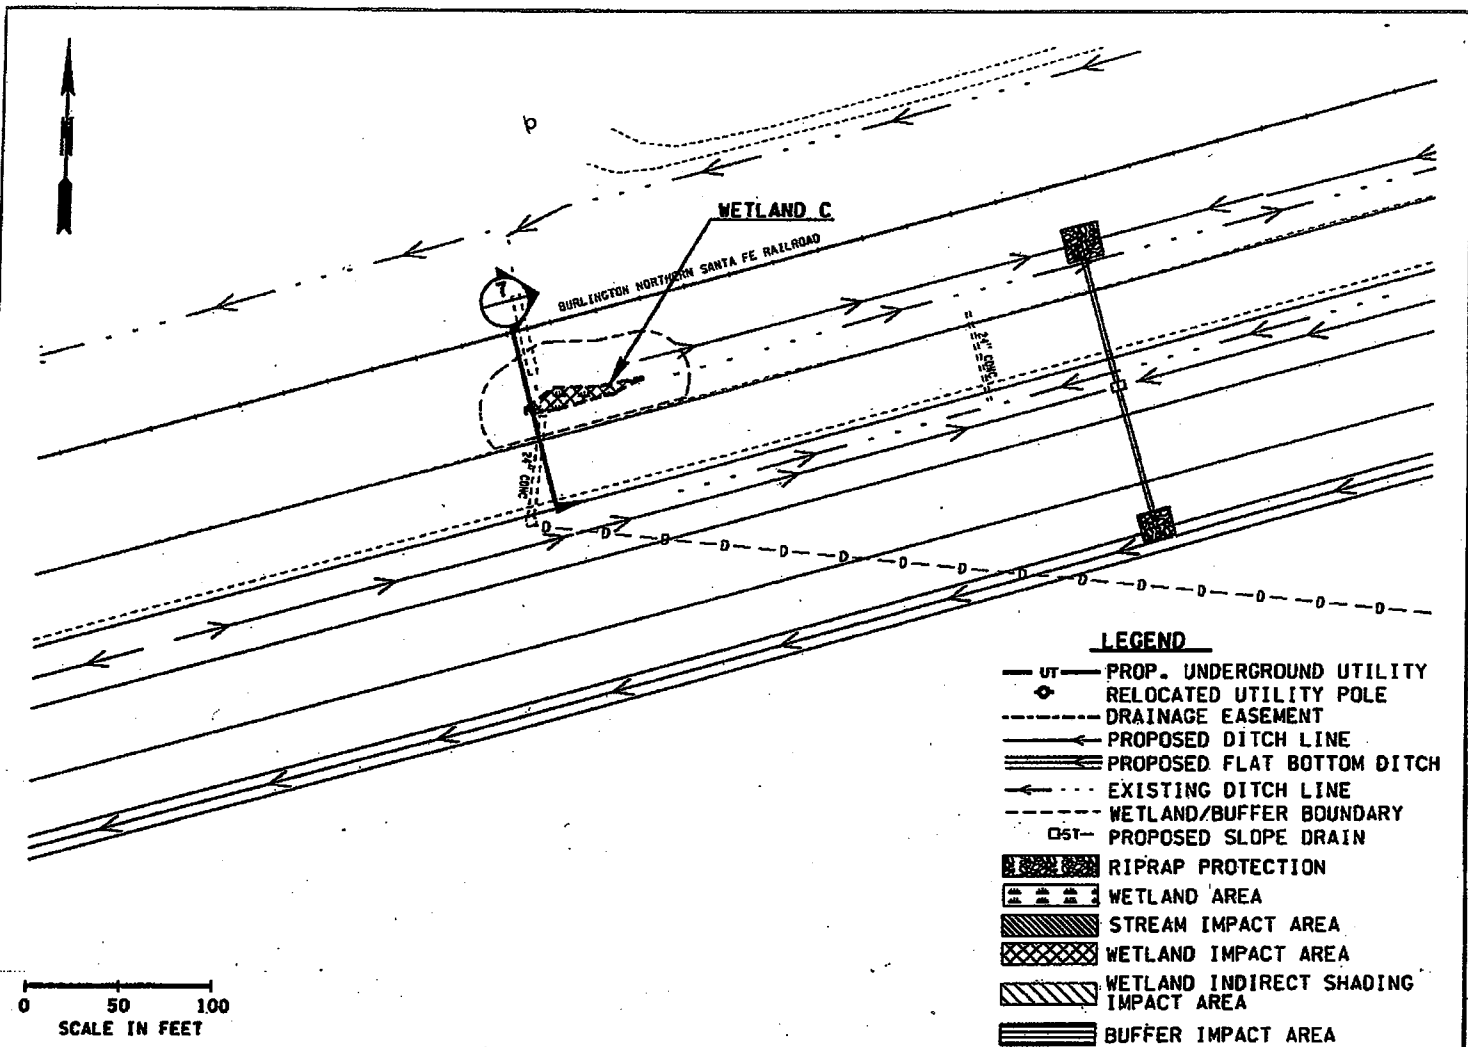 N
p
WETLAND C
BURLINGTON NORTHERN SANTA FE RAILROAD
7
24" CONC
24" CONC
D D D D D D D D D D D D D D D
LEGEND
UT PROP. UNDERGROUND UTILITY
RELOCATED UTILITY POLE
DRAINAGE EASEMENT
PROPOSED DITCH LINE
PROPOSED FLAT BOTTOM DITCH
EXISTING DITCH LINE
WETLAND/BUFFER BOUNDARY
ST PROPOSED SLOPE DRAIN
RIPRAP PROTECTION
WETLAND AREA
STREAM IMPACT AREA
WETLAND IMPACT AREA
WETLAND INDIRECT SHADING
IMPACT AREA
BUFFER IMPACT AREA
0 50 100
SCALE IN FEET